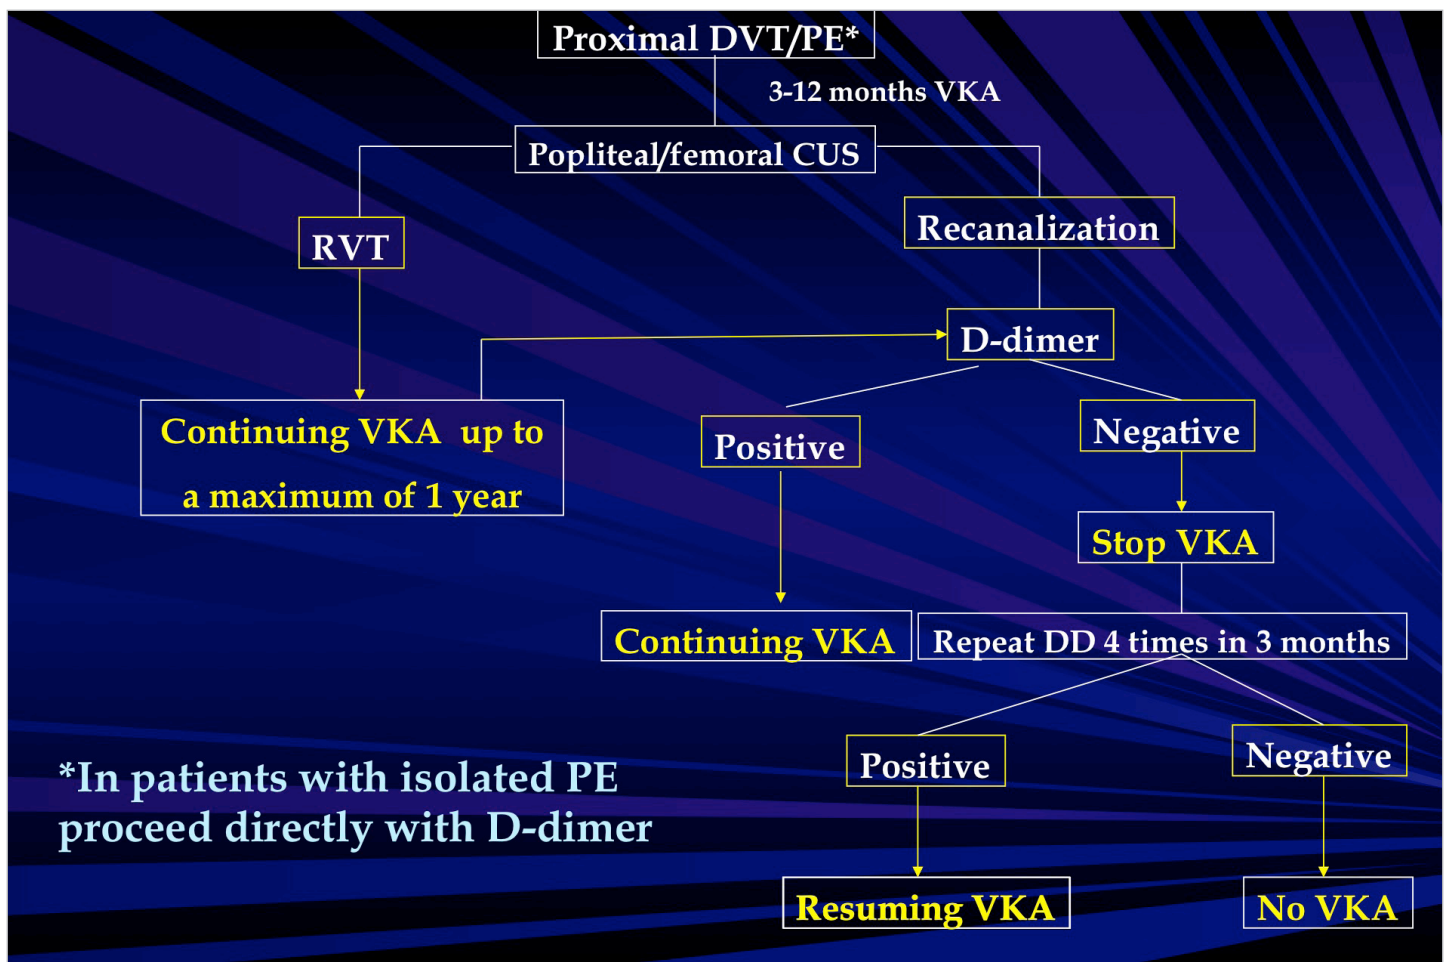 Proximal DVT/PE*
3-12 months VKA
Popliteal/femoral CUS
RVT
Recanalization
D-dimer
Continuing VKA up to
a maximum of 1 year
Positive
Negative
Stop VKA
Continuing VKA
Repeat DD 4 times in 3 months
Positive
Negative
*In patients with isolated PE
proceed directly with D-dimer
Resuming VKA
No VKA